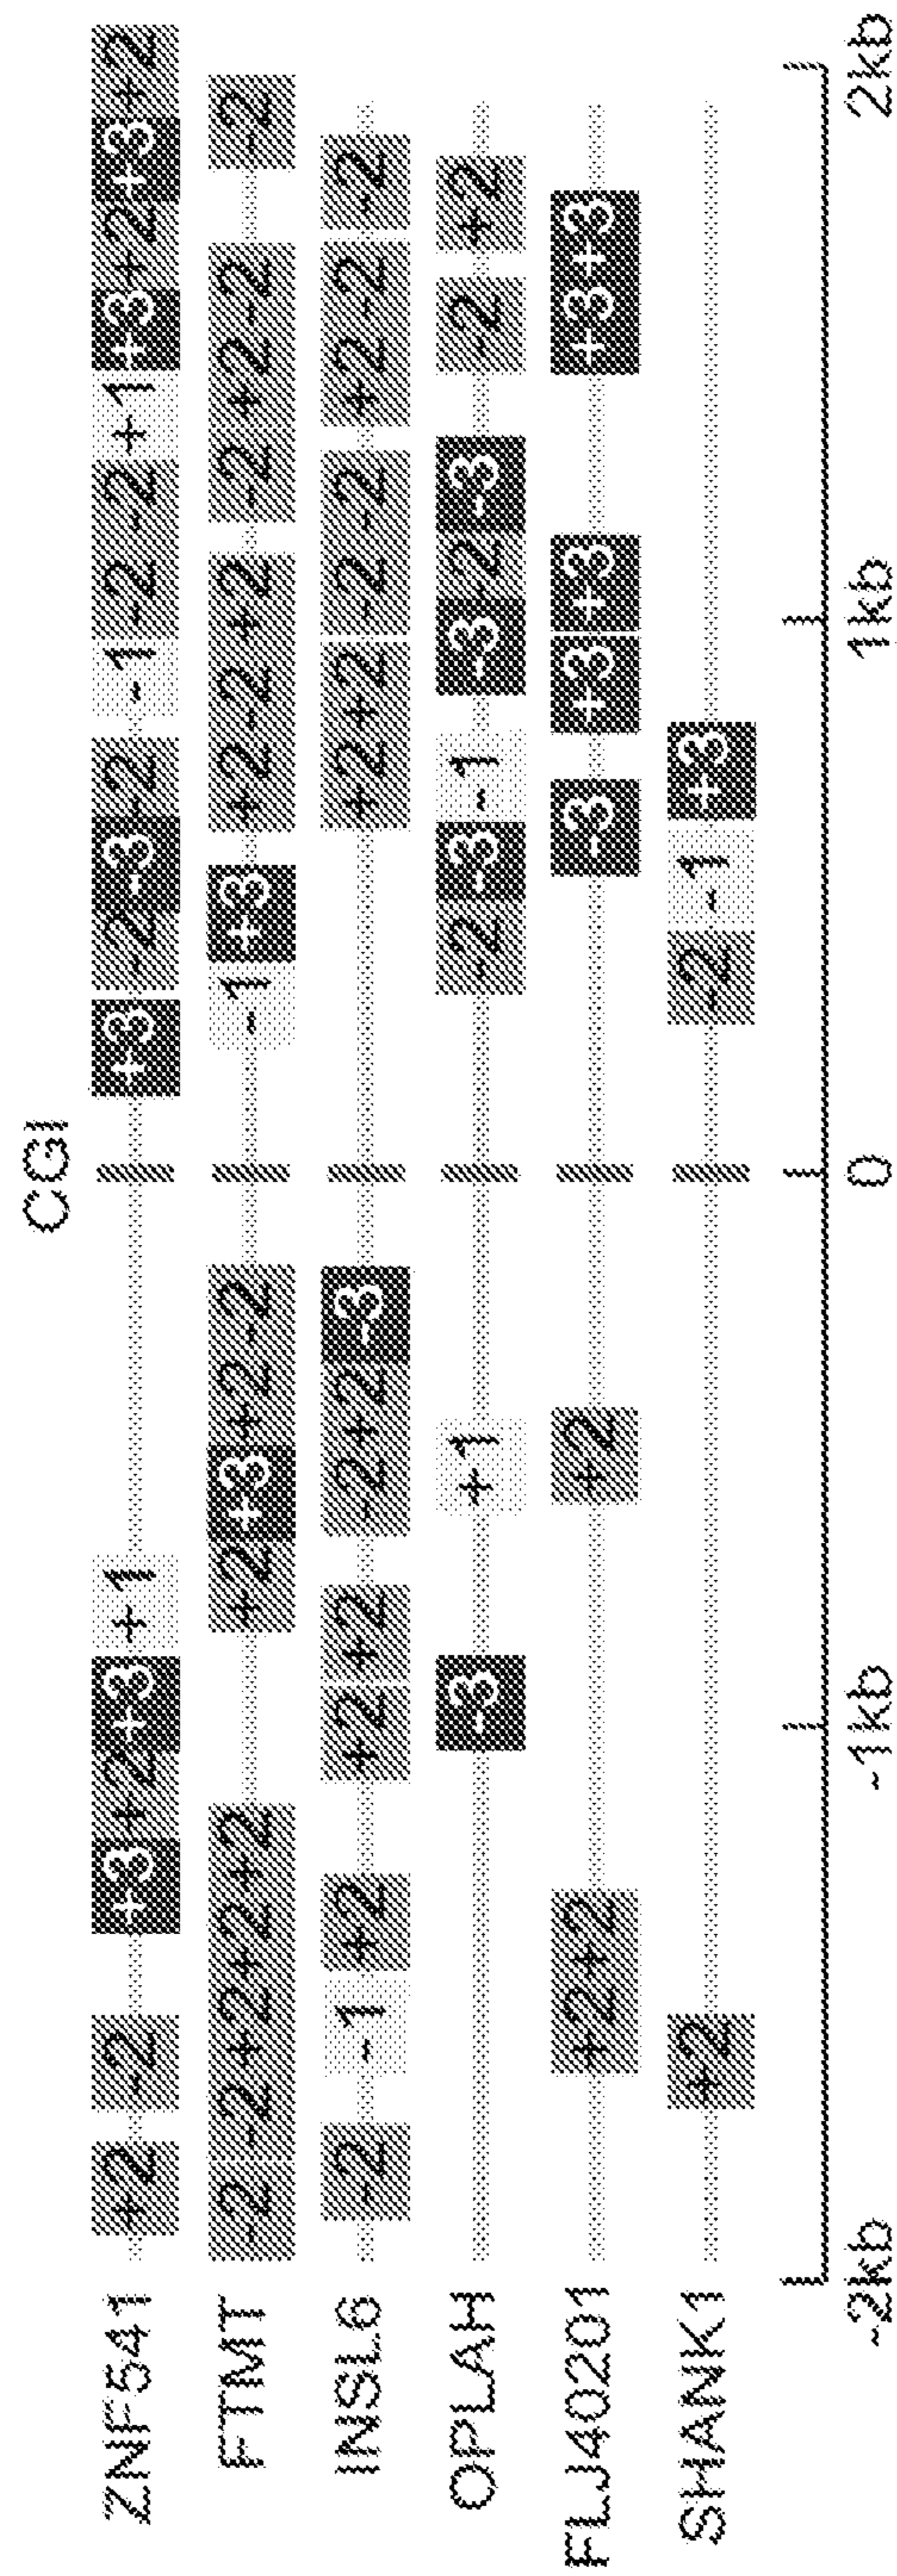 CGI
ZNF541 +2 -2 +3 +2 +3 +1 +3 -2 -3 -2 -1 -2 -2 +1 +3 +2 +3 +2
FTMT -2 -2 +2 +2 +2 +2 +3 +2 -2 -1 +3 +2 -2 +2 -2 +2 -2 -2
INSL6 -2 -1 +2 +2 +2 -2 +2 -3 +2 +2 -2 -2 +2 -2 -2
OPLAH -3 +1 -2 -3 -1 -3 +2 -3 -2 +2
FLJ40201 +2 +2 +2 -3 +3 +3 +3 +3
SHANK1 +2 -2 -1 +3
-2kb -1kb 0 1kb 2kb